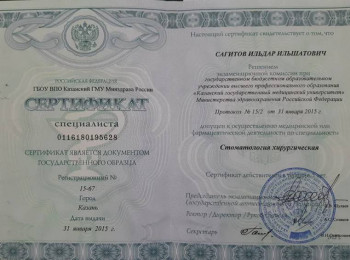 РОССИЙСКАЯ ФЕДЕРАЦИЯ
ГБОУ ВПО Казанский ГМУ Минздрава России
СЕРТИФИКАТ
специалиста
0116180195628
СЕРТИФИКАТ ЯВЛЯЕТСЯ ДОКУМЕНТОМ
ГОСУДАРСТВЕННОГО ОБРАЗЦА
Регистрационный №
15-67
Город
Казань
Дата выдачи
31 января
Настоящий сертификат свидетельствует о том, что
САГИТОВ ИЛЬДАР ИЛЬШАТОВИЧ
Решением
экзаменационной комиссии при
государственном бюджетном образовательном
учреждении высшего профессионального образования
«Казанский государственный медицинский университет»
Министерства здравоохранения Российской Федерации
Протокол № 15/2 от 31 января
допущен к осуществлению медицинской или
фармацевтической деятельности по специальности
Стоматология хирургическая
Сертификат действителен
Председатель
Ректор
Секретарь